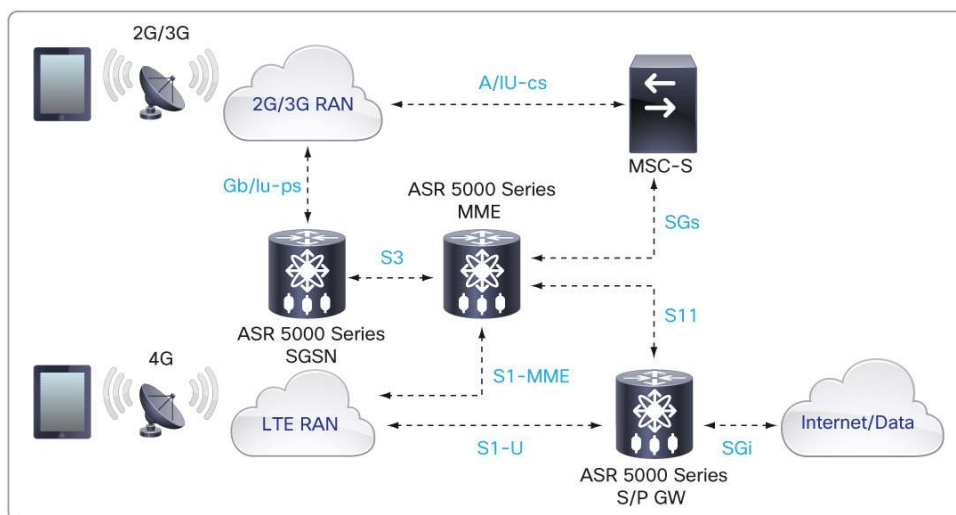 2G/3G
2G/3G RAN
A/IU-cs
MSC-S
Gb/Iu-ps
ASR 5000 Series
MME
SGs
S3
ASR 5000 Series
SGSN
S11
4G
S1-MME
LTE RAN
S1-U
SGi
Internet/Data
ASR 5000 Series
S/P GW